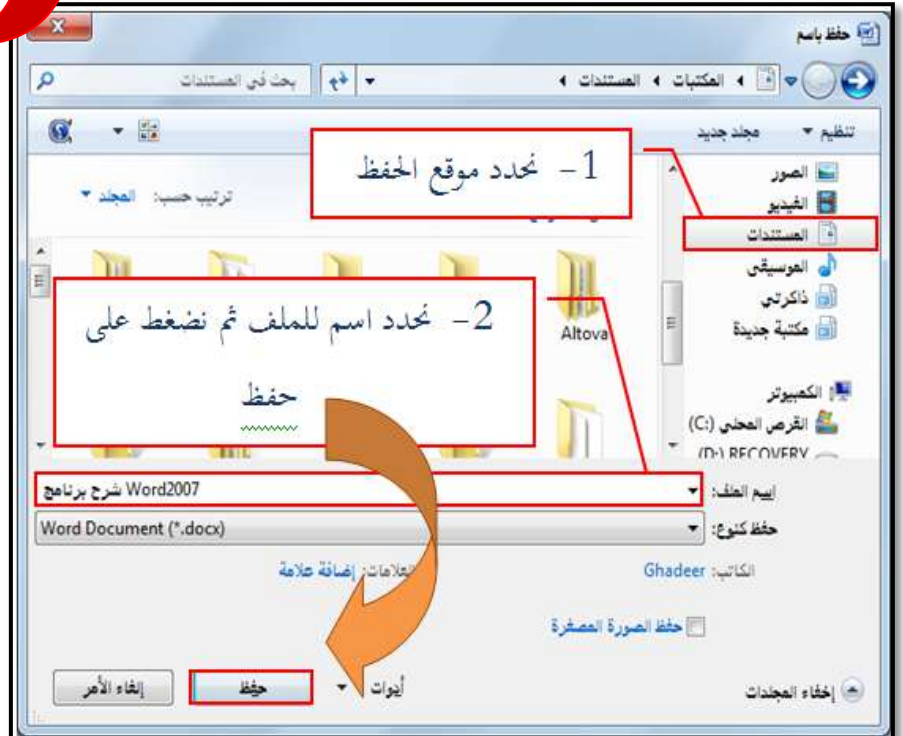 حفظ باسم
المكتبات
المستندات
بحث في المستندات
تنظيم
مجلد جديد
1- نحدد موقع الحفظ
ترتيب حسب: المجلد
الصور
الفيديو
المستندات
الموسيقى
ذاكرتي
مكتبة جديدة
الكمبيوتر
القرص المحلي (C:)
(D:) RECOVERY
Altova
2- نحدد اسم للملف ثم نضغط على
حفظ
اسم الملف:
شرح برنامج Word2007
حفظ كنوع:
Word Document (*.docx)
الكاتب: Ghadeer
العلامات: إضافة علامة
حفظ الصورة المصغرة
إخفاء المجلدات
أدوات
حفظ
إلغاء الأمر